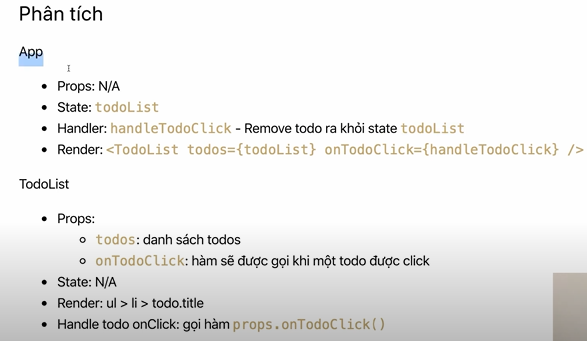 Phân tích
App
Props: N/A
State: todoList
Handler: handleTodoClick - Remove todo ra khỏi state todoList
Render: <TodoList todos={todoList} onTodoClick={handleTodoClick} />
TodoList
Props:
todos: danh sách todos
onTodoClick: hàm sẽ được gọi khi một todo được click
State: N/A
Render: ul > li > todo.title
Handle todo onClick: gọi hàm props.onTodoClick()